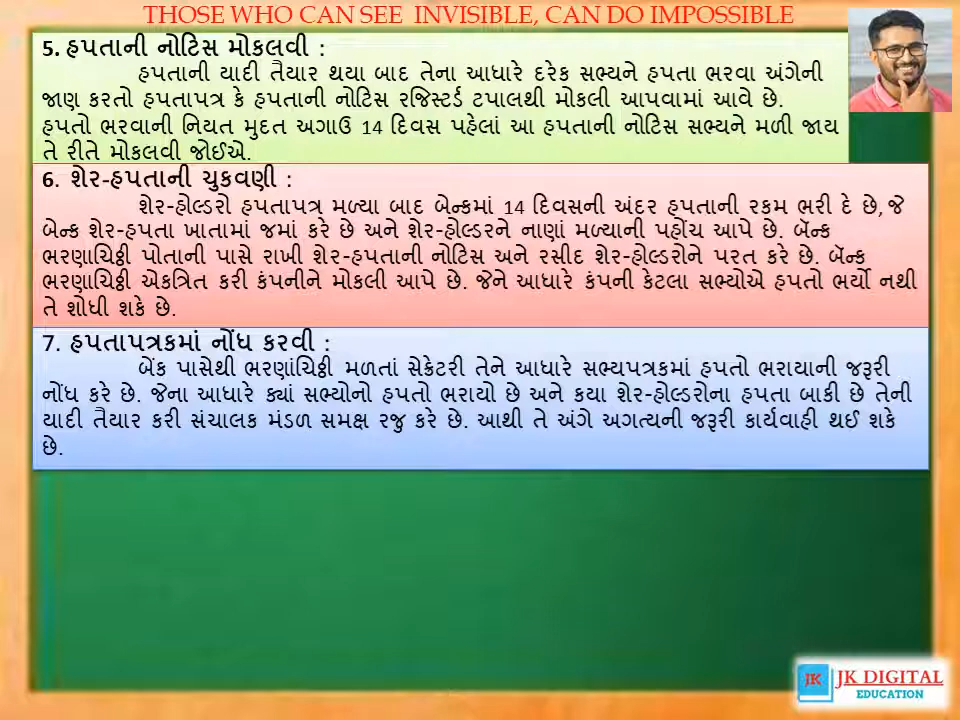 THOSE WHO CAN SEE INVISIBLE, CAN DO IMPOSSIBLE
5. હપતાની નોટિસ મોકલવી :
હપતાની યાદી તૈયાર થયા બાદ તેના આધારે દરેક સભ્યને હપતા ભરવા અંગેની
જાણ કરતો હપતાપત્ર કે હપતાની નોટિસ રજિસ્ટર્ડ ટપાલથી મોકલી આપવામાં આવે છે.
હપતો ભરવાની નિયત મુદત અગાઉ 14 દિવસ પહેલાં આ હપતાની નોટિસ સભ્યને મળી જાય
તે રીતે મોકલવી જોઈએ.
6. શેર-હપતાની ચુકવણી :
શેર-હોલ્ડરો હપતાપત્ર મળ્યા બાદ બેન્કમાં 14 દિવસની અંદર હપતાની રકમ ભરી દે છે, જે
બેન્ક શેર-હપતા ખાતામાં જમાં કરે છે અને શેર-હોલ્ડરને નાણાં મળ્યાની પહોંચ આપે છે. બૅન્ક
ભરણાચિઠ્ઠી પોતાની પાસે રાખી શેર-હપતાની નોટિસ અને રસીદ શેર-હોલ્ડરોને પરત કરે છે. બૅન્ક
ભરણાચિઠ્ઠી એકત્રિત કરી કંપનીને મોકલી આપે છે. જેને આધારે કંપની કેટલા સભ્યોએ હપતો ભર્યો નથી
તે શોધી શકે છે.
7. હપતાપત્રકમાં નોંધ કરવી :
બેંક પાસેથી ભરણાંચિઠ્ઠી મળતાં સેક્રેટરી તેને આધારે સભ્યપત્રકમાં હપતો ભરાયાની જરૂરી
નોંધ કરે છે. જેના આધારે ક્યાં સભ્યોનો હપતો ભરાયો છે અને કયા શેર-હોલ્ડરોના હપતા બાકી છે તેની
યાદી તૈયાર કરી સંચાલક મંડળ સમક્ષ રજુ કરે છે. આથી તે અંગે અગત્યની જરૂરી કાર્યવાહી થઈ શકે
છે.
JK JK DIGITAL
EDUCATION